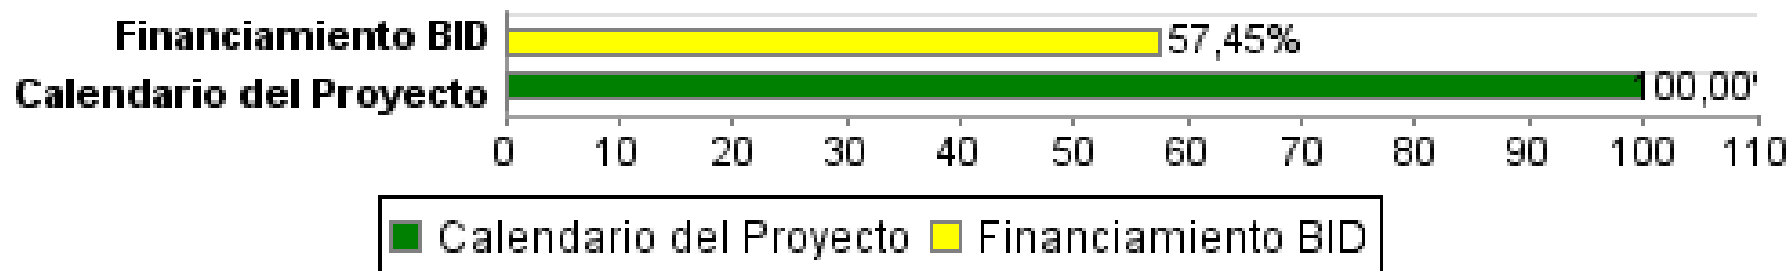 Financiamiento BID 57,45%
Calendario del Proyecto 100,00
0 10 20 30 40 50 60 70 80 90 100 110
Calendario del Proyecto Financiamiento BID